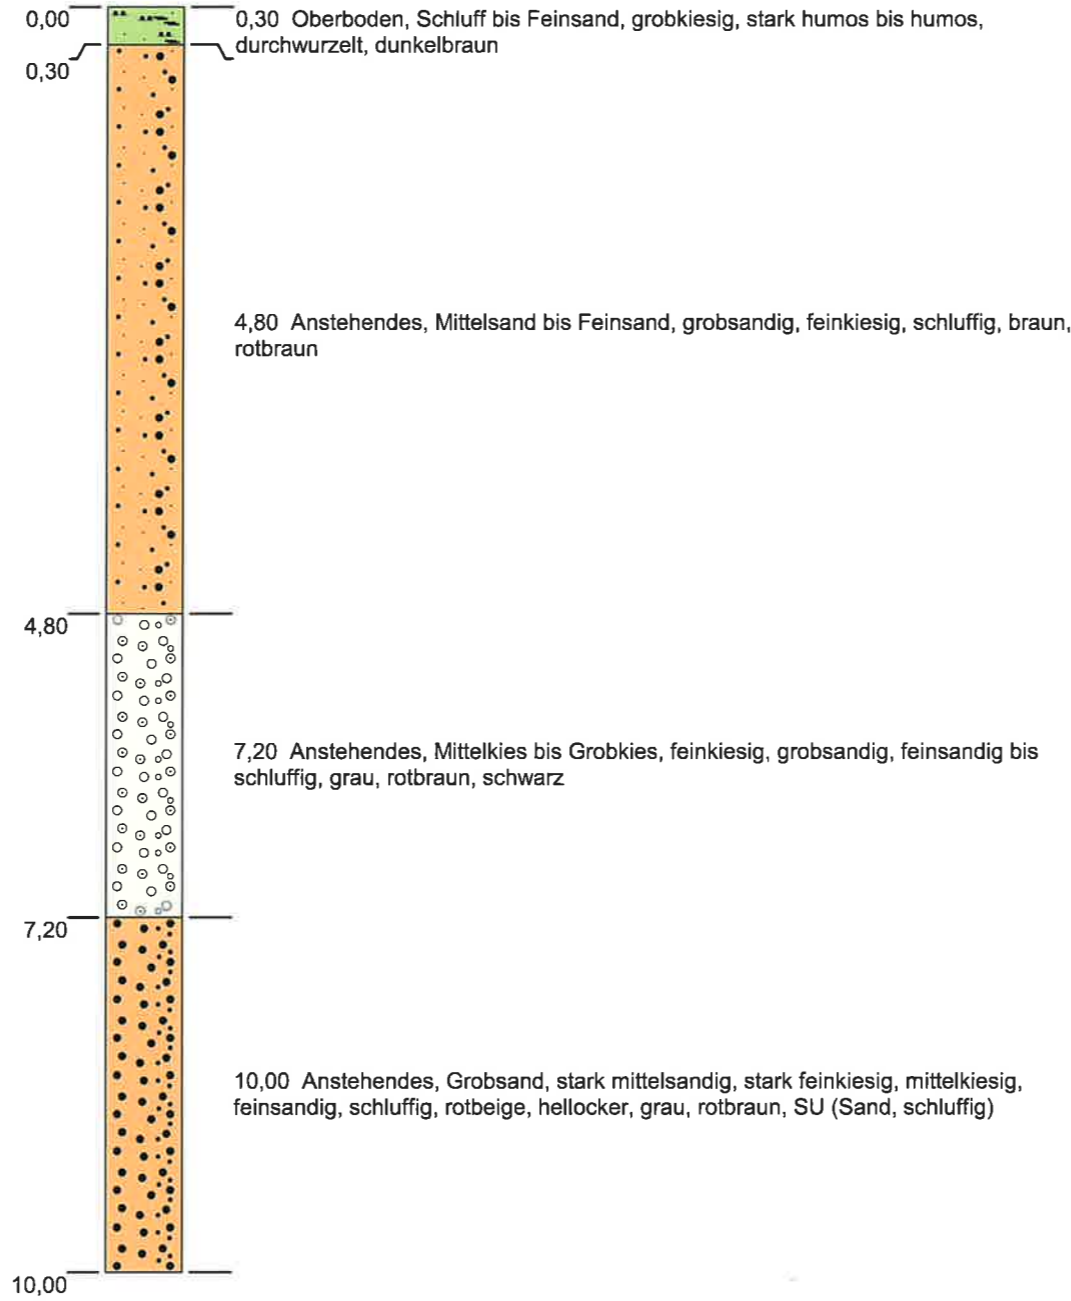 0,00
0,30 Oberboden, Schluff bis Feinsand, grobkiesig, stark humos bis humos,
durchwurzelt, dunkelbraun
0,30
4,80 Anstehendes, Mittelsand bis Feinsand, grobsandig, feinkiesig, schluffig, braun,
rotbraun
4,80
7,20 Anstehendes, Mittelkies bis Grobkies, feinkiesig, grobsandig, feinsandig bis
schluffig, grau, rotbraun, schwarz
7,20
10,00 Anstehendes, Grobsand, stark mittelsandig, stark feinkiesig, mittelkiesig,
feinsandig, schluffig, rotbeige, hellocker, grau, rotbraun, SU (Sand, schluffig)
10,00